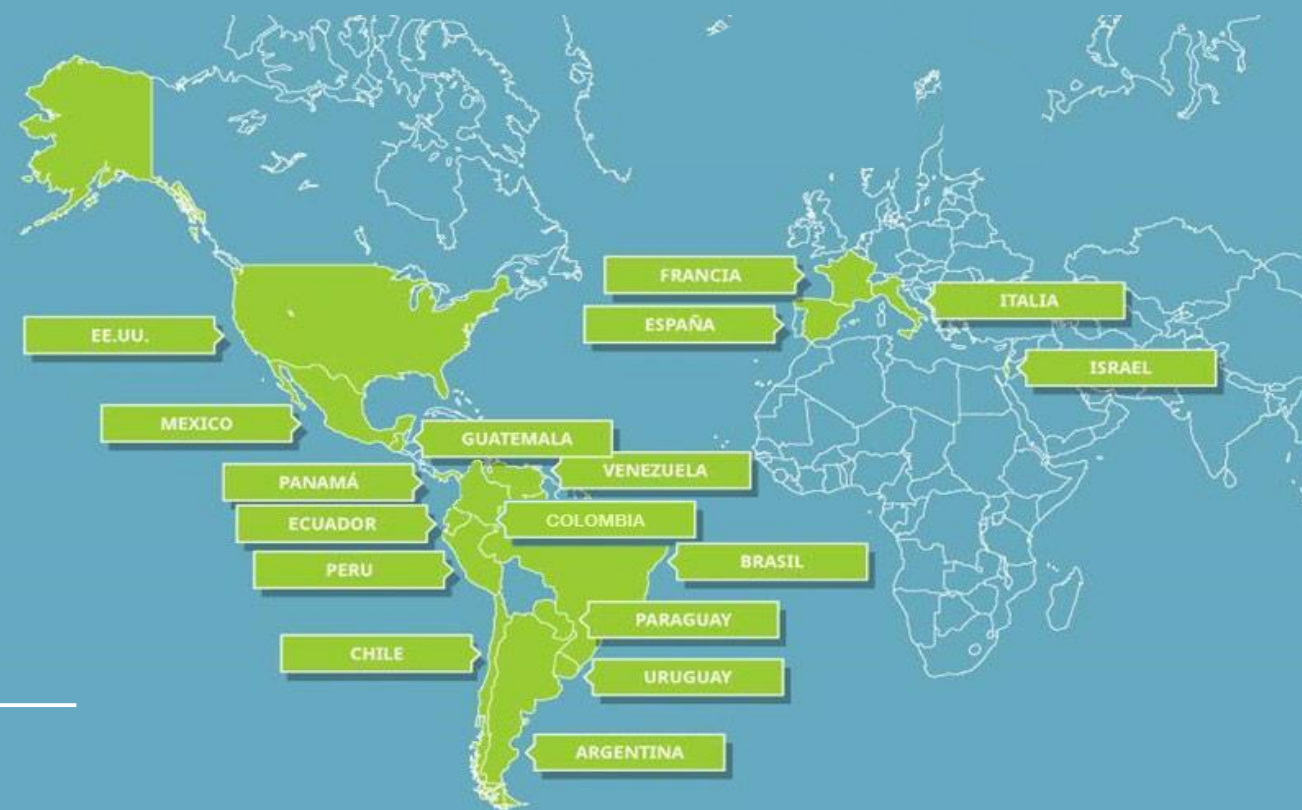 FRANCIA
ITALIA
ESPAÑA
EE.UU.
ISRAEL
MEXICO
GUATEMALA
VENEZUELA
PANAMÁ
ECUADOR
COLOMBIA
BRASIL
PERU
PARAGUAY
CHILE
URUGUAY
ARGENTINA